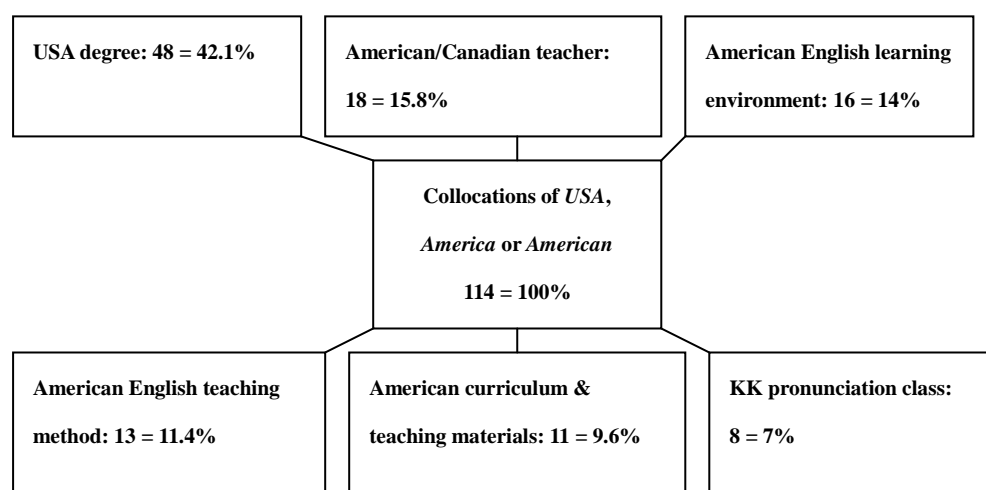 USA degree: 48 = 42.1%
American/Canadian teacher:
18 = 15.8%
American English learning
environment: 16 = 14%
Collocations of USA,
America or American
114 = 100%
American English teaching
method: 13 = 11.4%
American curriculum &
teaching materials: 11 = 9.6%
KK pronunciation class:
8 = 7%